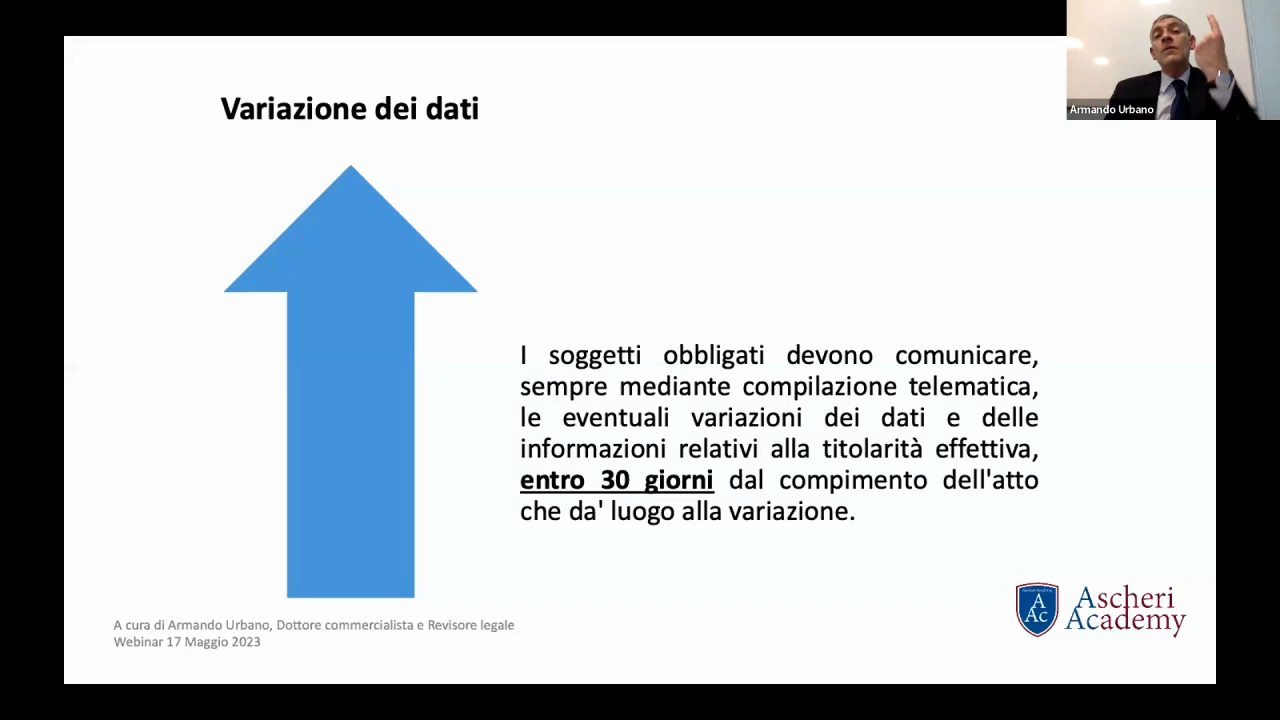 Armando Urbano
Variazione dei dati
I soggetti obbligati devono comunicare,
sempre mediante compilazione telematica,
le eventuali variazioni dei dati e delle
informazioni relativi alla titolarità effettiva,
entro 30 giorni dal compimento dell'atto
che da' luogo alla variazione.
A cura di Armando Urbano, Dottore commercialista e Revisore legale
Webinar 17 Maggio 2023
A
Ac
Ascheri
Academy